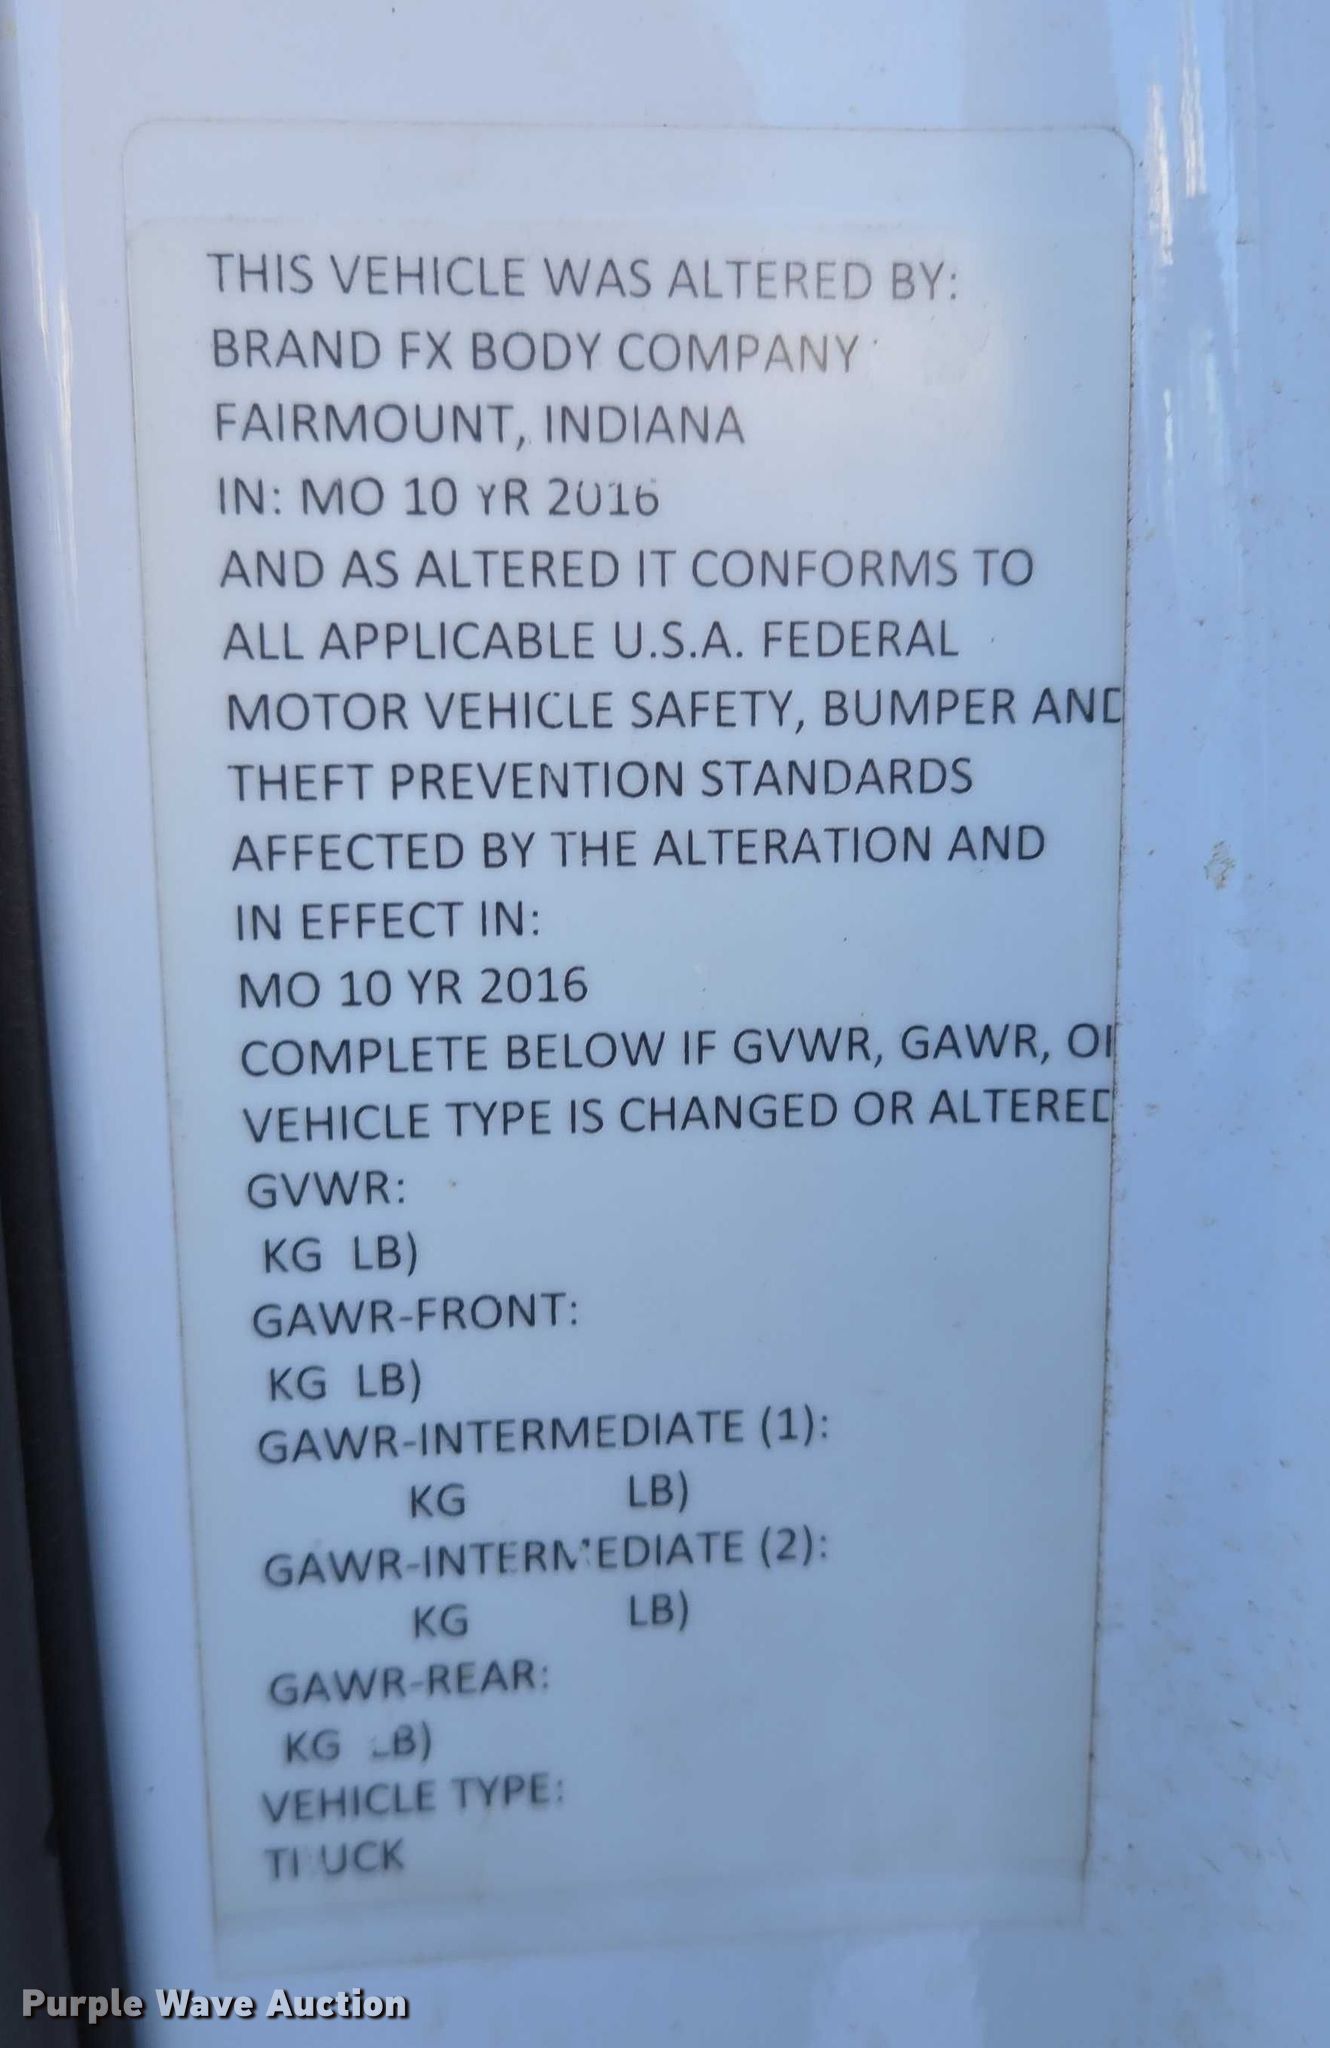 THIS VEHICLE WAS ALTERED BY:
BRAND FX BODY COMPANY
FAIRMOUNT, INDIANA
IN: MO 10 YR 2016
AND AS ALTERED IT CONFORMS TO
ALL APPLICABLE U.S.A. FEDERAL
MOTOR VEHICLE SAFETY, BUMPER AND
THEFT PREVENTION STANDARDS
AFFECTED BY THE ALTERATION AND
IN EFFECT IN:
MO 10 YR 2016
COMPLETE BELOW IF GVWR, GAWR, OR
VEHICLE TYPE IS CHANGED OR ALTERED
GVWR:
KG LB)
GAWR-FRONT:
KG LB)
GAWR-INTERMEDIATE (1):
KG LB)
GAWR-INTERMEDIATE (2):
KG LB)
GAWR-REAR:
KG LB)
VEHICLE TYPE:
TRUCK
Purple Wave Auction